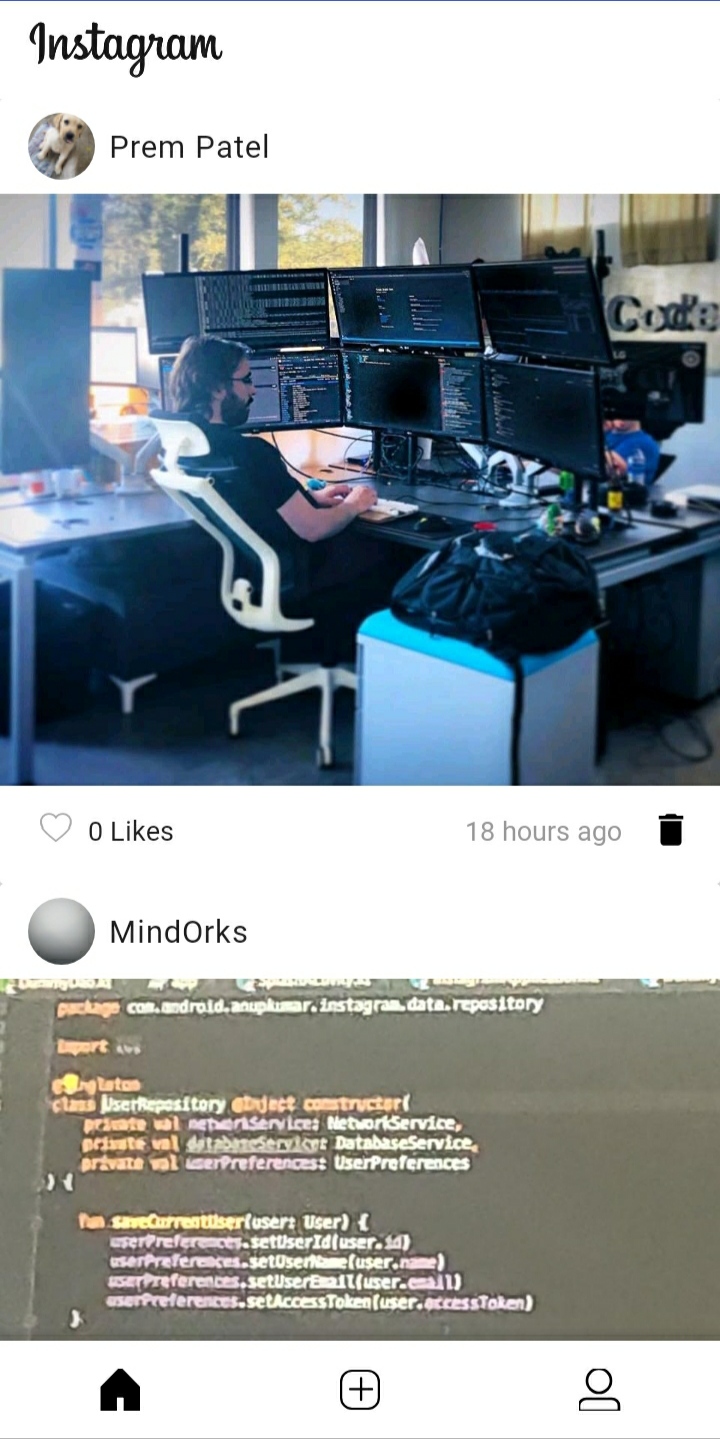 Instagram
Prem Patel
Code
LG
0 Likes
18 hours ago
MindOrks
package com.android.anupkumar.instagram.data.repository
import ...
@Singleton
class UserRepository @Inject constructor(
private val networkService: NetworkService,
private val databaseService: DatabaseService,
private val userPreferences: UserPreferences
) {
fun saveCurrentUser(user: User) {
userPreferences.setUserId(user.id)
userPreferences.setUserName(user.name)
userPreferences.setUserEmail(user.email)
userPreferences.setAccessToken(user.accessToken)
}